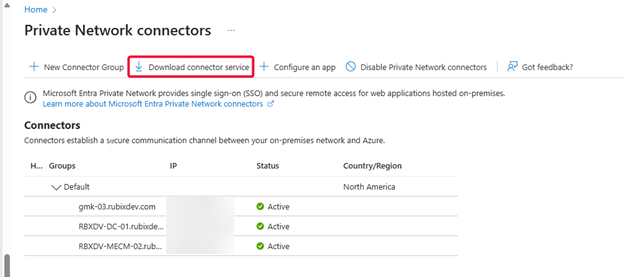 Home >
Private Network connectors ...
+ New Connector Group Download connector service + Configure an app Disable Private Network connectors Got feedback?
Microsoft Entra Private Network provides single sign-on (SSO) and secure remote access for web applications hosted on-premises.
Learn more about Microsoft Entra Private Network connectors
Connectors
Connectors establish a secure communication channel between your on-premises network and Azure.
H... Groups IP Status Country/Region
Default North America
gmk-03.rubixdev.com Active
RBXDV-DC-01.rubixde... Active
RBXDV-MECM-02.rub... Active